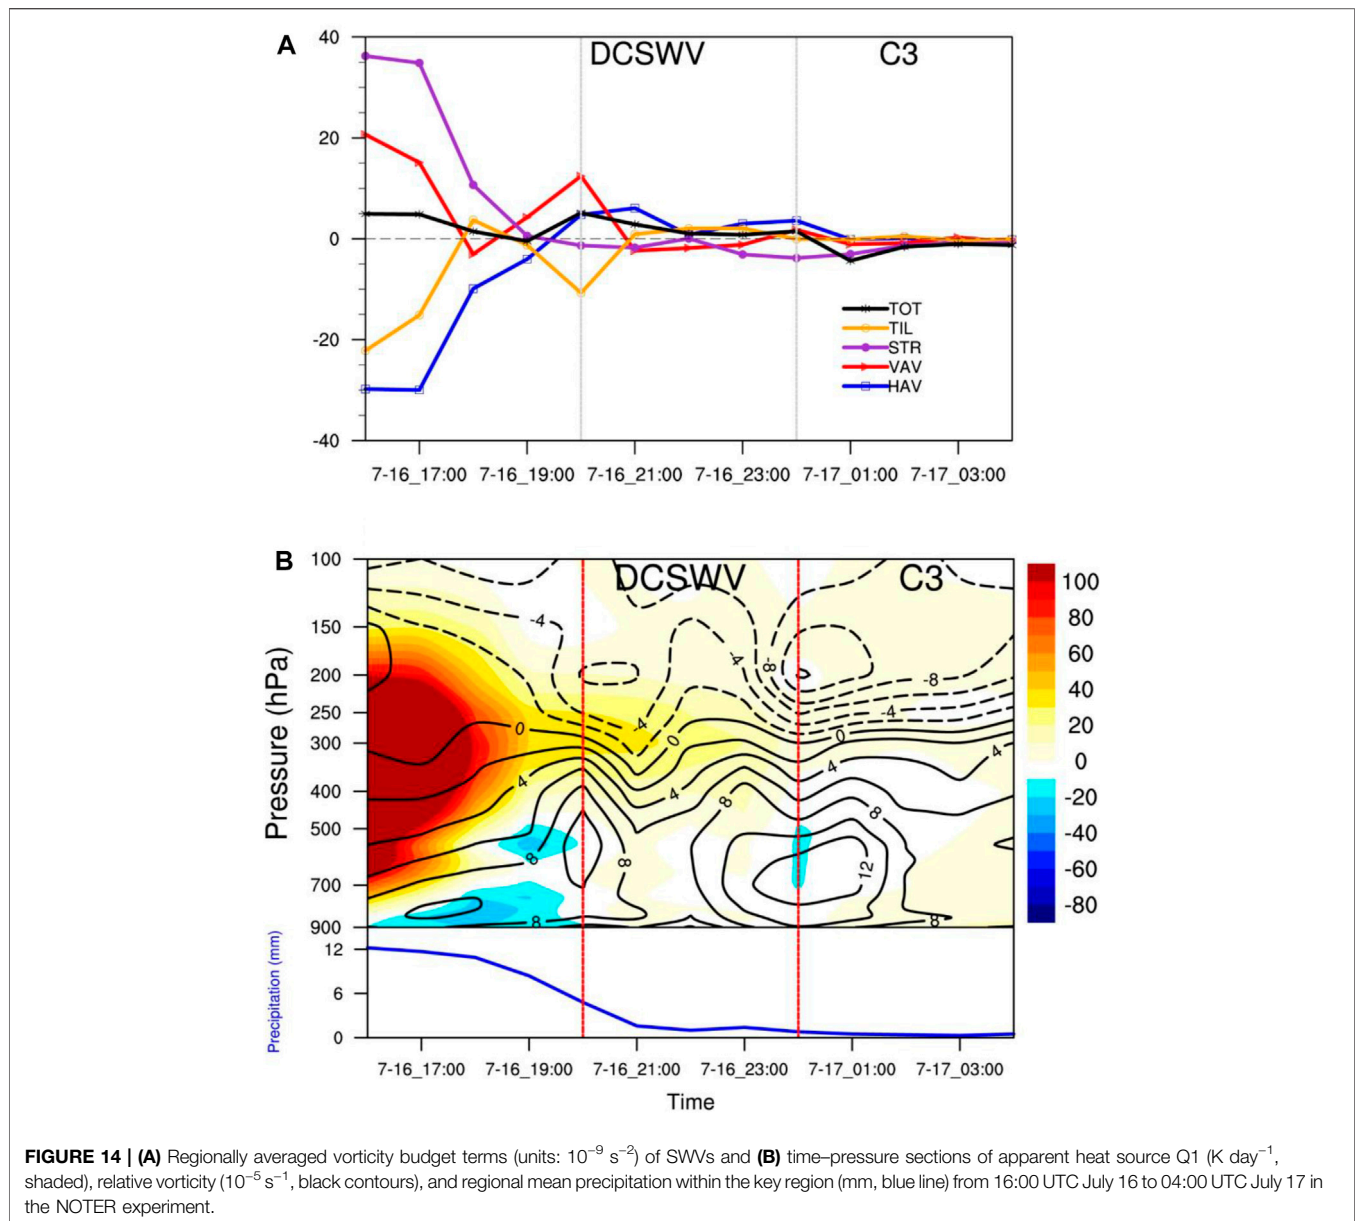 A
DCSWV C3
40
20
0
-20
-40
TOT
TIL
STR
VAV
HAV
7-16_17:00 7-16_19:00 7-16_21:00 7-16_23:00 7-17_01:00 7-17_03:00
B
DCSWV C3
Pressure (hPa)
100
150
200
250
300
400
500
700
900
-4
-4
-4
-8
-8
-4
0
0
0
4
4
4
4
8
8
8
8
12
8
8
100
80
60
40
20
0
-20
-40
-60
-80
Precipitation (mm)
12
6
0
7-16_17:00 7-16_19:00 7-16_21:00 7-16_23:00 7-17_01:00 7-17_03:00
Time
FIGURE 14 | (A) Regionally averaged vorticity budget terms (units: 10⁻⁹ s⁻²) of SWVs and (B) time–pressure sections of apparent heat source Q1 (K day⁻¹,
shaded), relative vorticity (10⁻⁵ s⁻¹, black contours), and regional mean precipitation within the key region (mm, blue line) from 16:00 UTC July 16 to 04:00 UTC July 17 in
the NOTER experiment.